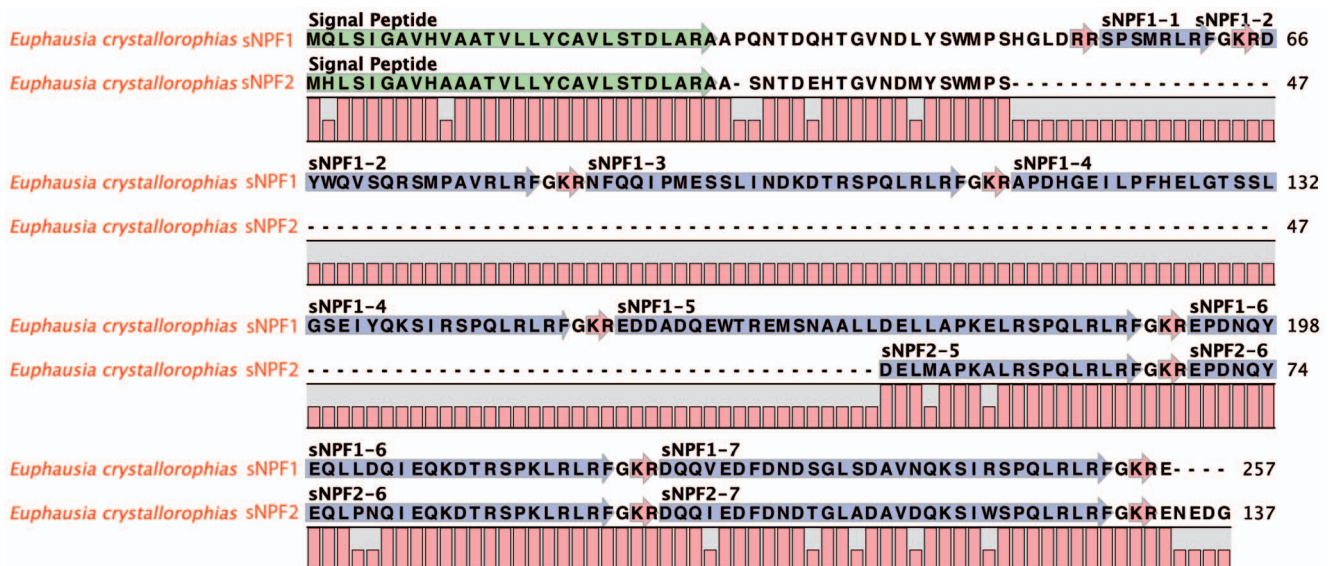 Signal Peptide sNPF1-1 sNPF1-2
Euphausia crystallorophias sNPF1 MQLSIGAVHVAATVLLYCAVLSTDLARAAPQNTDQHTGVNDLYSWMPSHGLDRRSPSMRLRFGKRD 66
Signal Peptide
Euphausia crystallorophias sNPF2 MHLSIGAVHAAATVLLYCAVLSTDLARAA-SNTDEHTGVNDMYSWMPS------------------ 47
sNPF1-2 sNPF1-3 sNPF1-4
Euphausia crystallorophias sNPF1 YWQVSQRSMPAVRLRFGKRNFQQIPMESSLINDKDTRSPQLRLRFGKRAPDHGEILPFHELGTSSL 132
Euphausia crystallorophias sNPF2 ------------------------------------------------------------------ 47
sNPF1-4 sNPF1-5 sNPF1-6
Euphausia crystallorophias sNPF1 GSEIYQKSIRSPQLRLRFGKREDDADQEWTREMSNAALLDELLAPKELRSPQLRLRFGKREPDNQY 198
sNPF2-5 sNPF2-6
Euphausia crystallorophias sNPF2 ---------------------------------------DELMAPKALRSPQLRLRFGKREPDNQY 74
sNPF1-6 sNPF1-7
Euphausia crystallorophias sNPF1 EQLLDQIEQKDTRSPKLRLRFGKRDQQVEDFDNDSGLSDAVNQKSIRSPQLRLRFGKRE---- 257
sNPF2-6 sNPF2-7
Euphausia crystallorophias sNPF2 EQLPNQIEQKDTRSPKLRLRFGKRDQQIEDFDNDTGLADAVDQKSIWSPQLRLRFGKRENEDG 137